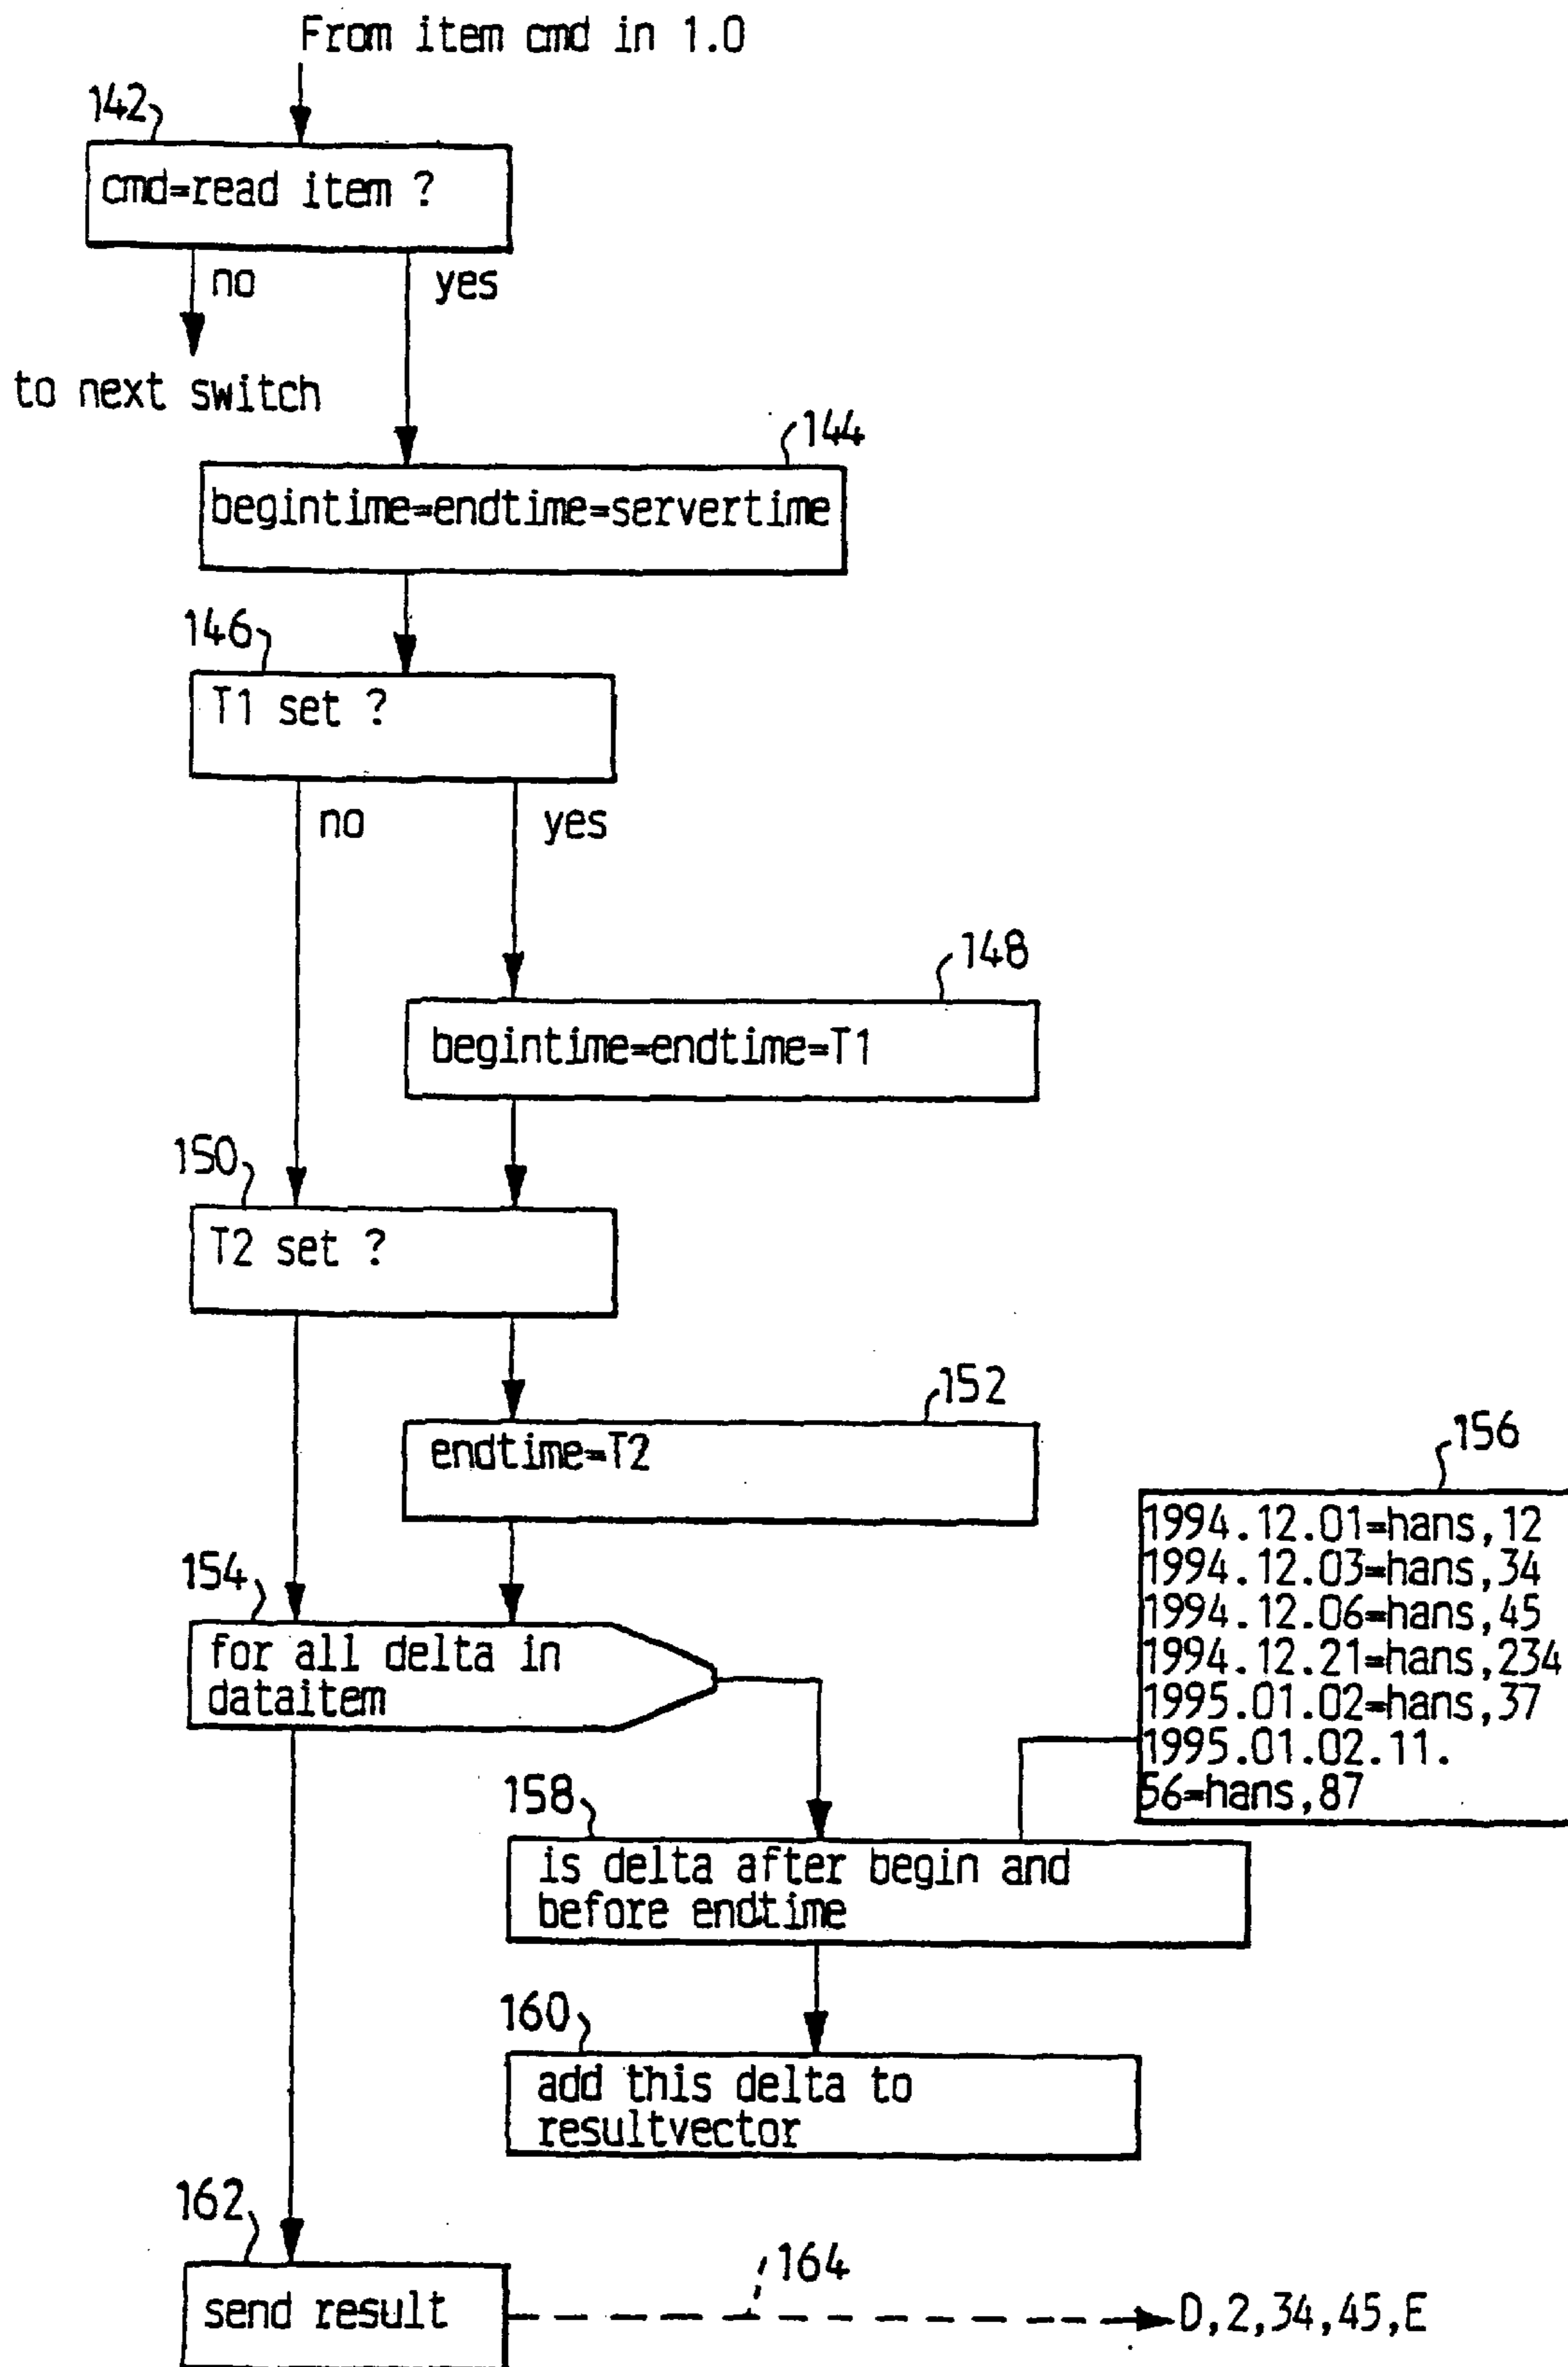 From item cmd in 1.0
142
cmd=read item ?
no
yes
to next switch
144
begintime=endtime=servertime
146
T1 set ?
no
yes
148
begintime=endtime=T1
150
T2 set ?
152
endtime=T2
156
1994.12.01=hans,12
1994.12.03=hans,34
1994.12.06=hans,45
1994.12.21=hans,234
1995.01.02=hans,37
1995.01.02.11.
56=hans,87
154
for all delta in
dataitem
158
is delta after begin and
before endtime
160
add this delta to
resultvector
162
send result
164
D,2,34,45,E